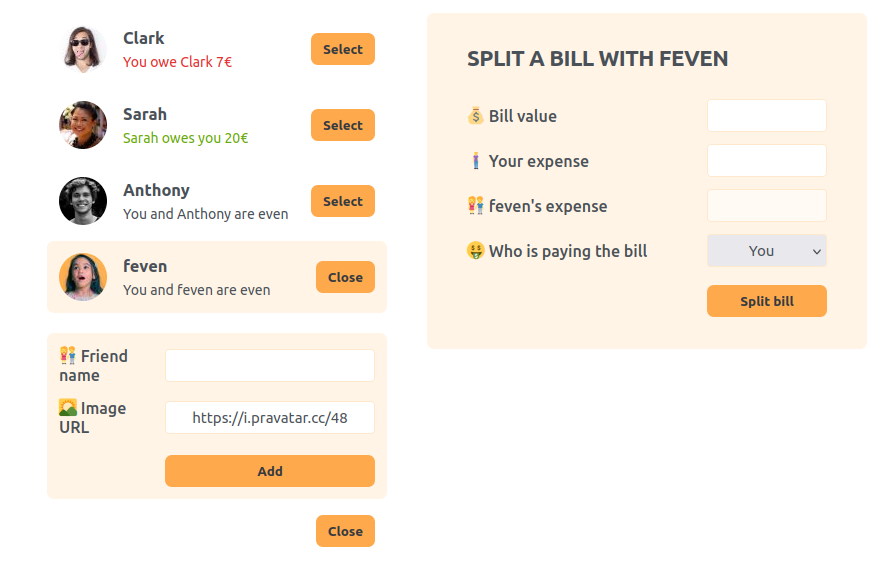 Clark
You owe Clark 7€
Select
Sarah
Sarah owes you 20€
Select
Anthony
You and Anthony are even
Select
feven
You and feven are even
Close
Friend
name
Image
URL
https://i.pravatar.cc/48
Add
Close
SPLIT A BILL WITH FEVEN
Bill value
Your expense
feven's expense
Who is paying the bill
You
Split bill